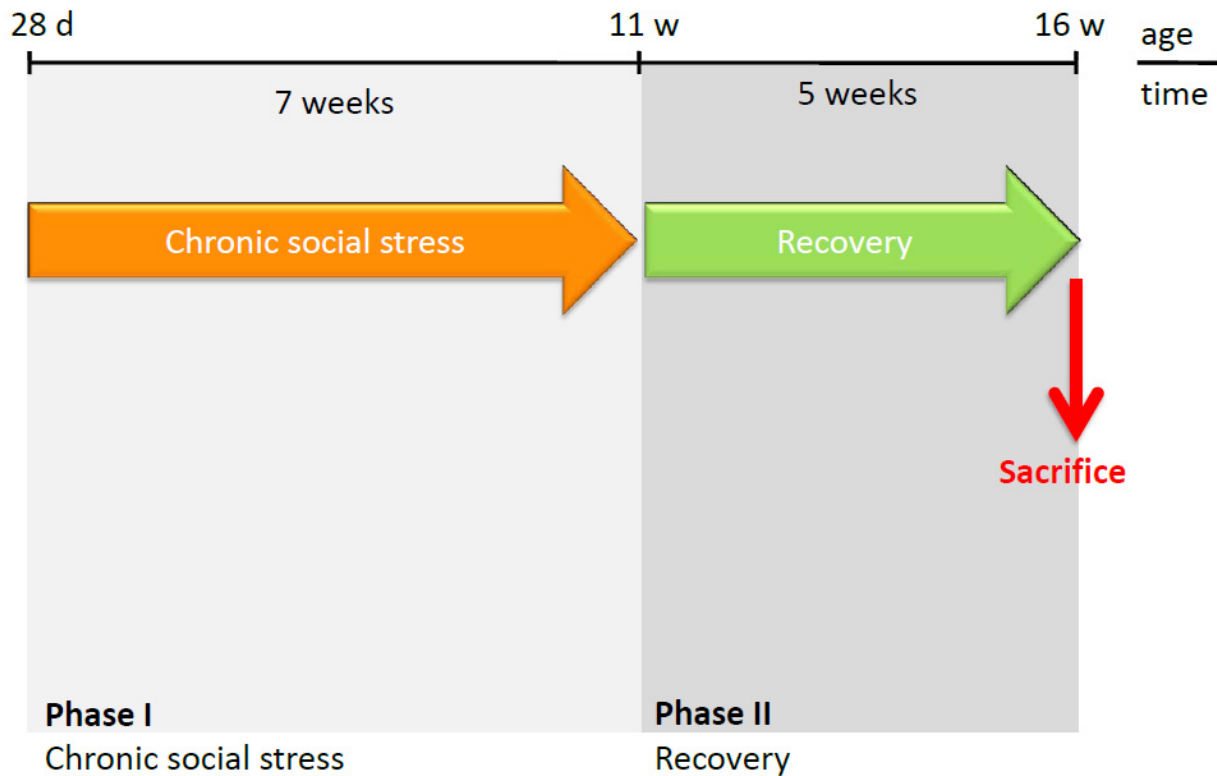 28 d
11 w
16 w
age
7 weeks
5 weeks
time
Chronic social stress
Recovery
Sacrifice
Phase I
Chronic social stress
Phase II
Recovery